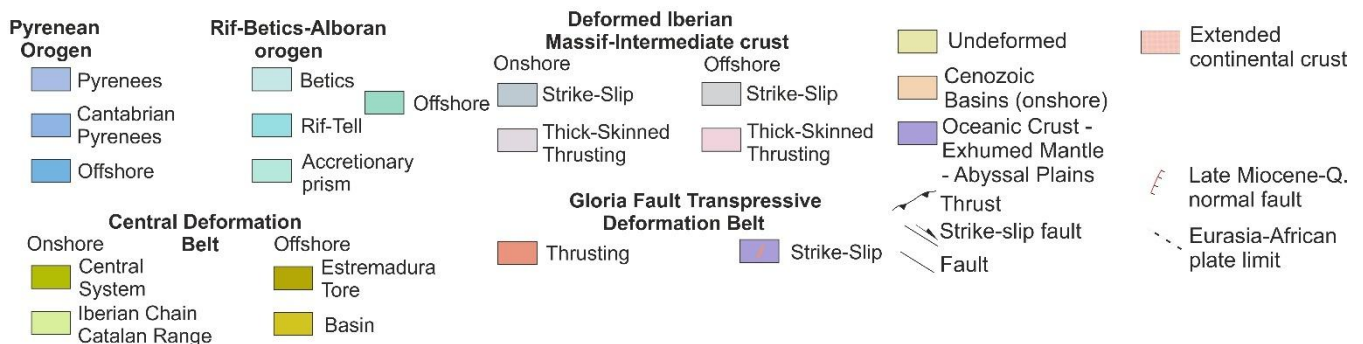 Pyrenean
Orogen
Pyrenees
Cantabrian
Pyrenees
Offshore
Rif-Betics-Alboran
orogen
Betics
Offshore
Rif-Tell
Accretionary
prism
Deformed Iberian
Massif-Intermediate crust
Onshore
Strike-Slip
Thick-Skinned
Thrusting
Offshore
Strike-Slip
Thick-Skinned
Thrusting
Undeformed
Cenozoic
Basins (onshore)
Oceanic Crust -
Exhumed Mantle
- Abyssal Plains
Thrust
Strike-slip fault
Fault
Extended
continental crust
Late Miocene-Q.
normal fault
Eurasia-African
plate limit
Central Deformation
Belt
Onshore
Central
System
Iberian Chain
Catalan Range
Offshore
Estremadura
Tore
Basin
Gloria Fault Transpressive
Deformation Belt
Thrusting
Strike-Slip